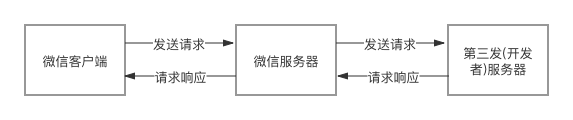 微信客户端
发送请求
请求响应
微信服务器
发送请求
请求响应
第三发(开发
者)服务器